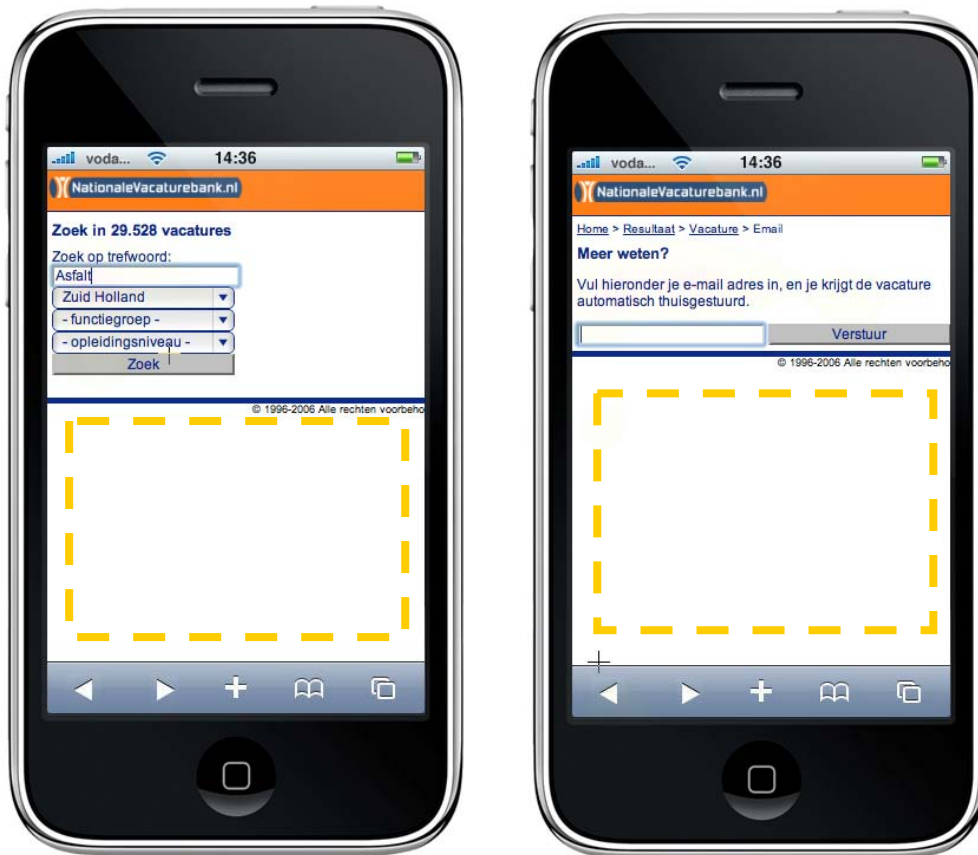 voda... 14:36
NationaleVacaturebank.nl
Zoek in 29.528 vacatures
Zoek op trefwoord:
Asfalt
Zuid Holland
- functiegroep -
- opleidingsniveau -
Zoek
© 1996-2006 Alle rechten voorbeho
voda... 14:36
NationaleVacaturebank.nl
Home > Resultaat > Vacature > Email
Meer weten?
Vul hieronder je e-mail adres in, en je krijgt de vacature
automatisch thuisgestuurd.
Verstuur
© 1996-2006 Alle rechten voorbeho